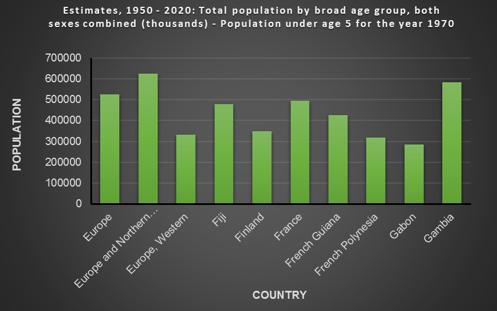 Estimates, 1950 - 2020: Total population by broad age group, both
sexes combined (thousands) - Population under age 5 for the year 1970
700000
600000
500000
400000
300000
200000
100000
0
POPULATION
Europe
Europe and Northern...
Europe, Western
Fiji
Finland
France
French Guiana
French Polynesia
Gabon
Gambia
COUNTRY